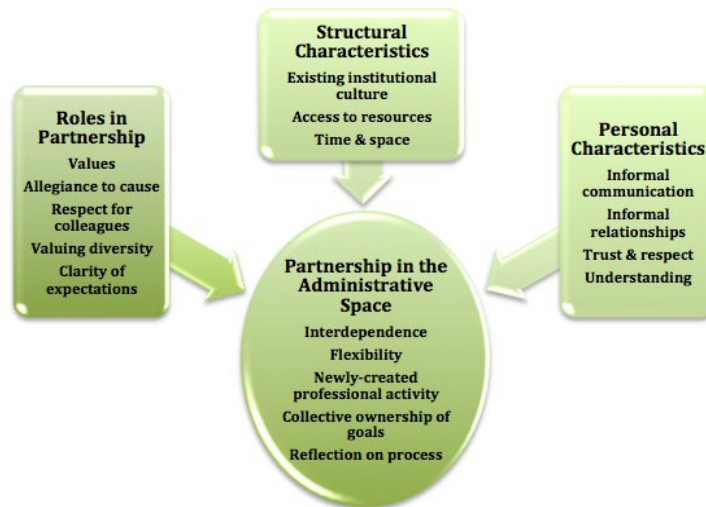 Structural
Characteristics
Existing institutional
culture
Access to resources
Time & space
Roles in
Partnership
Values
Allegiance to cause
Respect for
colleagues
Valuing diversity
Clarity of
expectations
Personal
Characteristics
Informal
communication
Informal
relationships
Trust & respect
Understanding
Partnership in the
Administrative
Space
Interdependence
Flexibility
Newly-created
professional activity
Collective ownership of
goals
Reflection on process